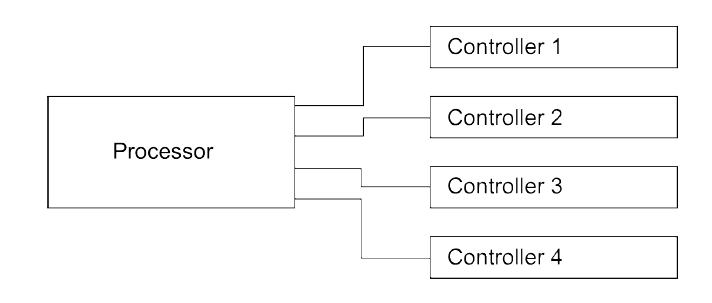 Controller 1
Controller 2
Processor
Controller 3
Controller 4